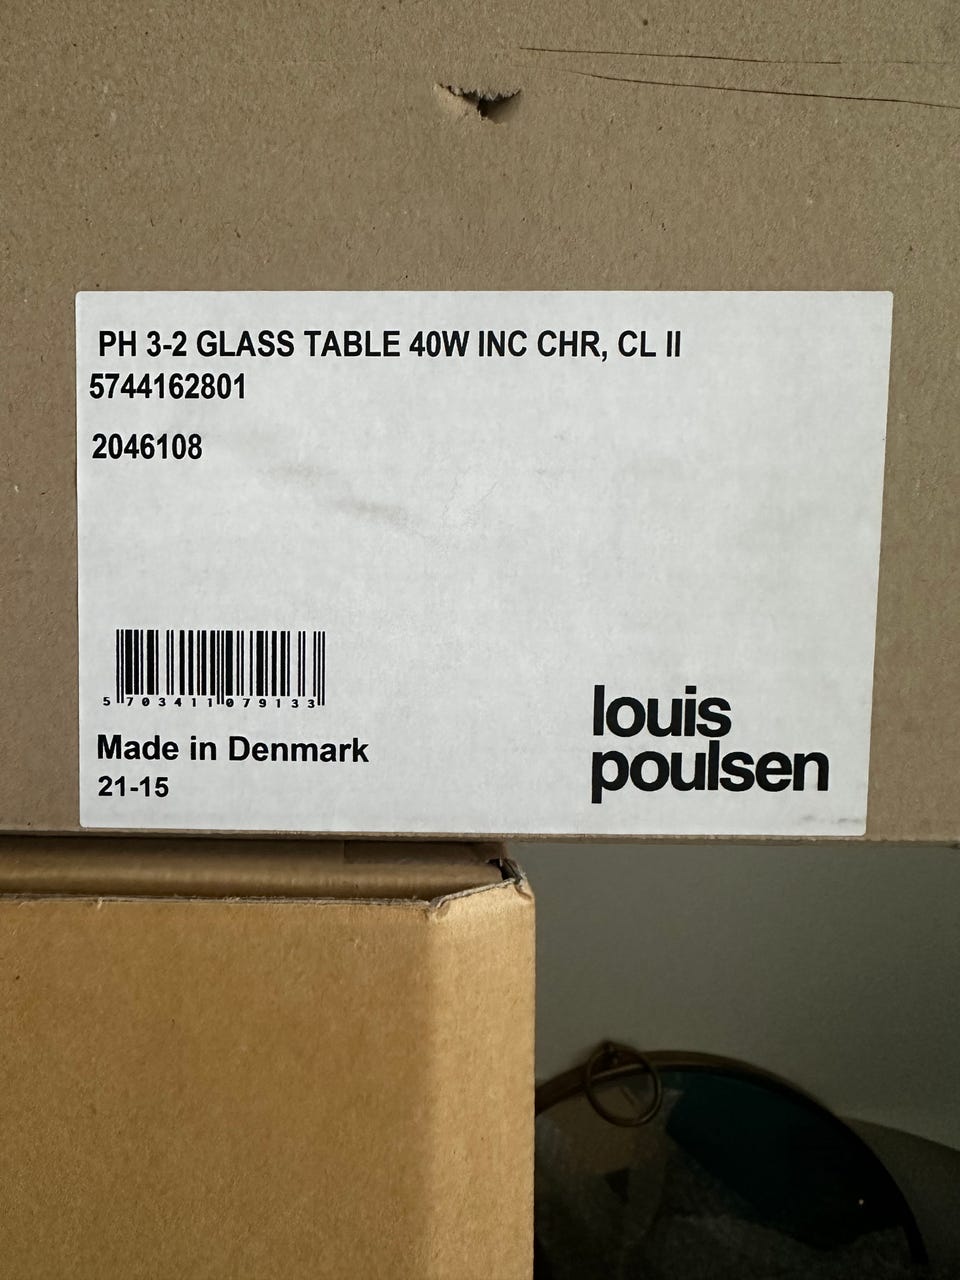 PH 3-2 GLASS TABLE 40W INC CHR, CL II
5744162801
2046108
5 703411 079133
Made in Denmark
21-15
louis
poulsen